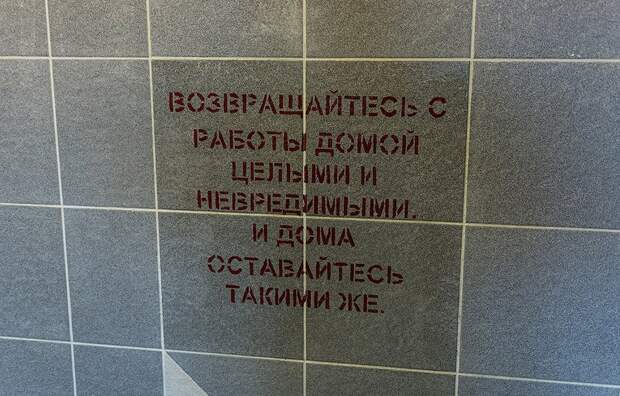 ВОЗВРАЩАЙТЕСЬ С
РАБОТЫ ДОМОЙ
ЦЕЛЫМИ И
НЕВРЕДИМЫМИ.
И ДОМА
ОСТАВАЙТЕСЬ
ТАКИМИ ЖЕ.